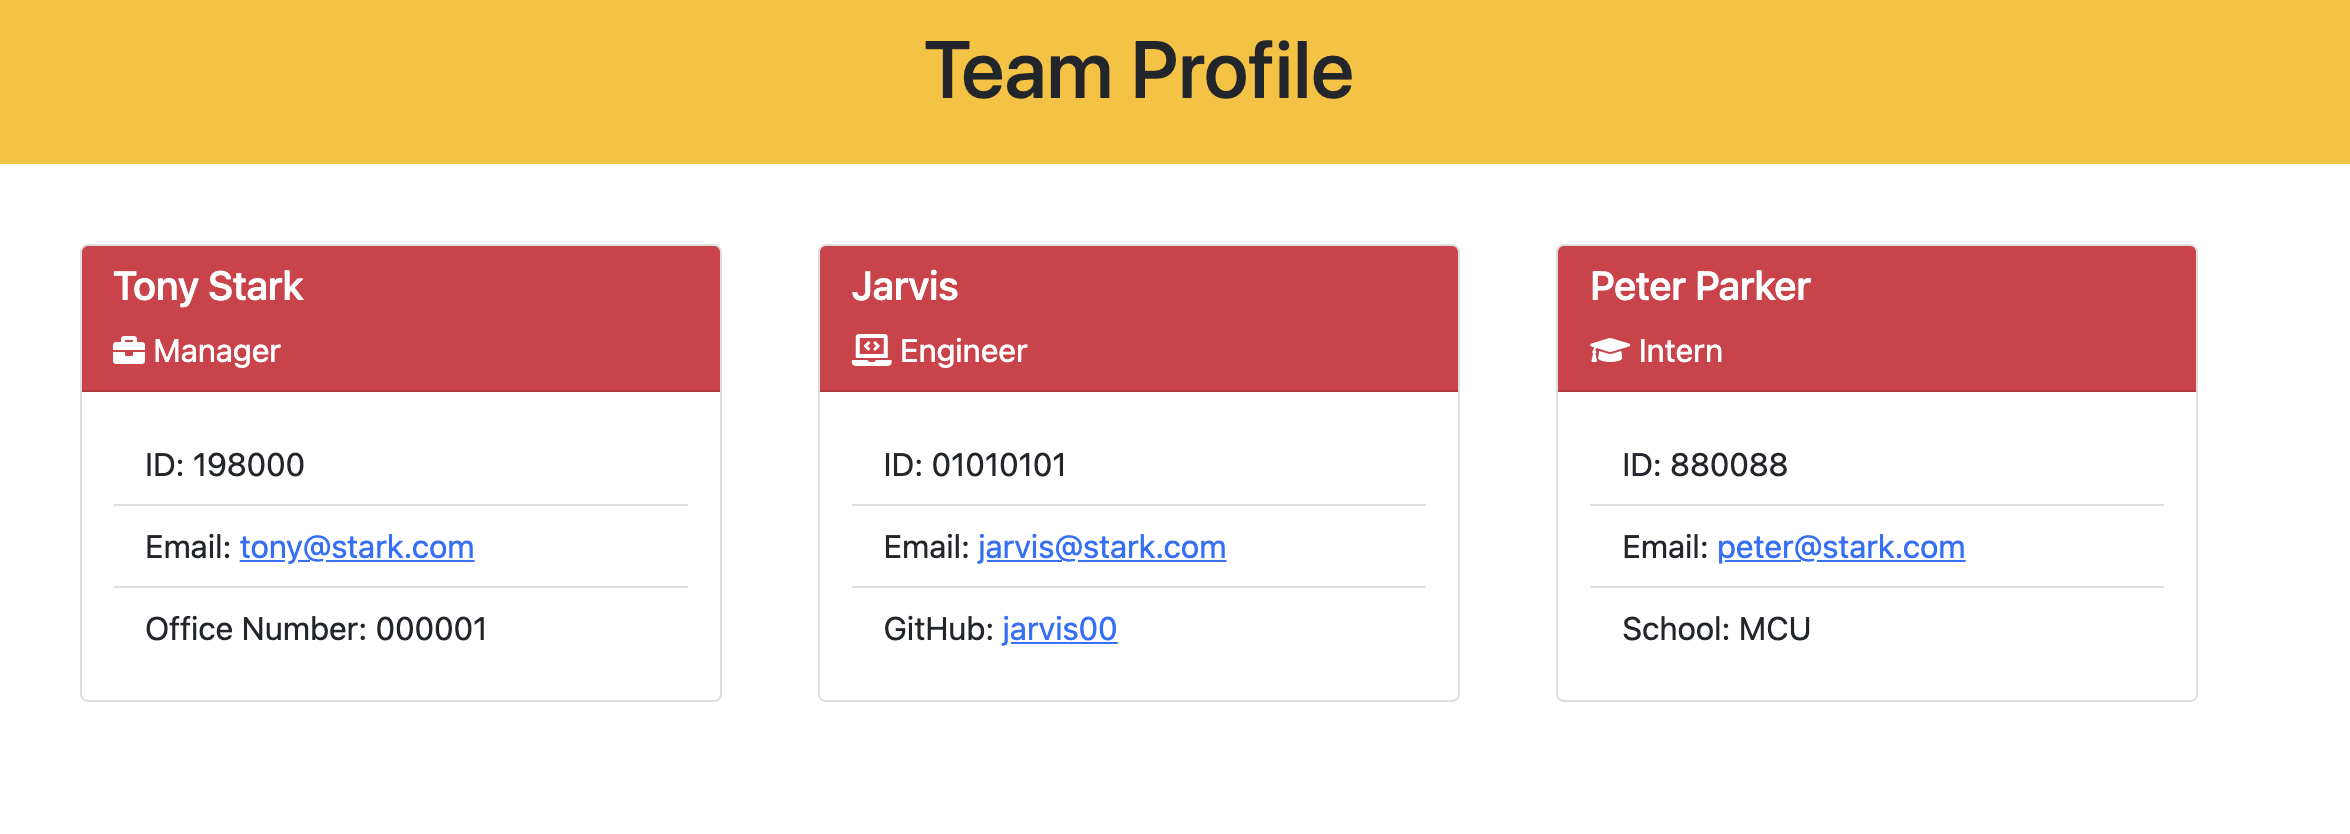 Team Profile
Tony Stark
Manager
ID: 198000
Email: tony@stark.com
Office Number: 000001
Jarvis
Engineer
ID: 01010101
Email: jarvis@stark.com
GitHub: jarvis00
Peter Parker
Intern
ID: 880088
Email: peter@stark.com
School: MCU